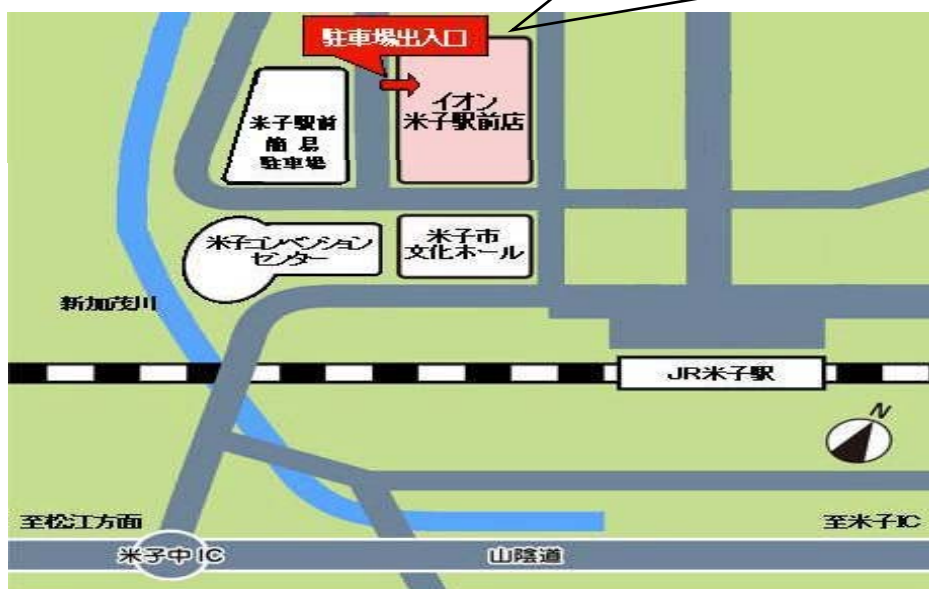 駐車場出入口
イオン
米子駅前店
米子駅前
簡易
駐車場
米子コンベンション
センター
米子市
文化ホール
新加茂川
JR米子駅
N
至松江方面
至米子IC
米子中IC
山陰道